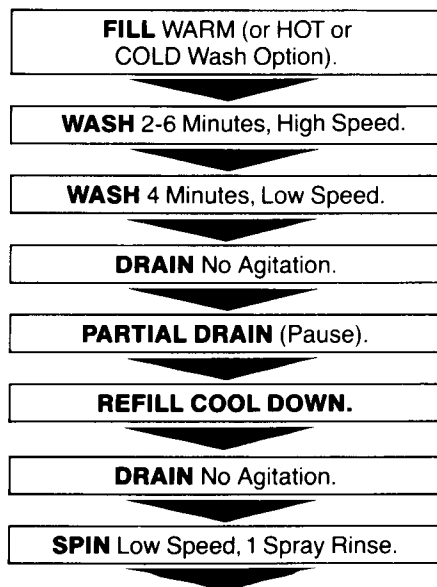 FILL WARM (or HOT or
COLD Wash Option).
WASH 2-6 Minutes, High Speed.
WASH 4 Minutes, Low Speed.
DRAIN No Agitation.
PARTIAL DRAIN (Pause).
REFILL COOL DOWN.
DRAIN No Agitation.
SPIN Low Speed, 1 Spray Rinse.